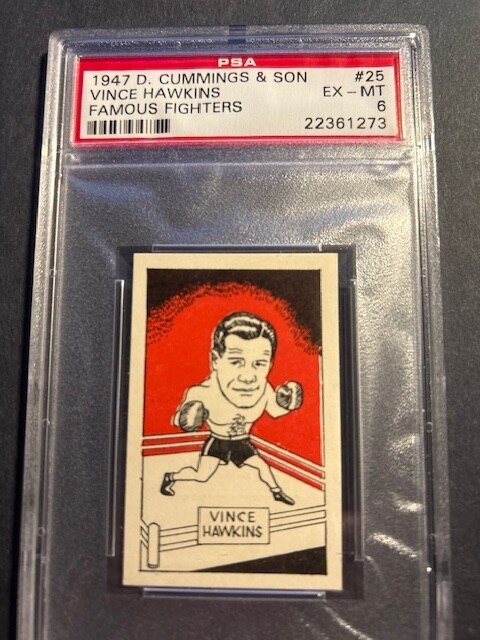 PSA
1947 D. CUMMINGS & SON #25
VINCE HAWKINS EX-MT
FAMOUS FIGHTERS 6
22361273
VINCE
HAWKINS